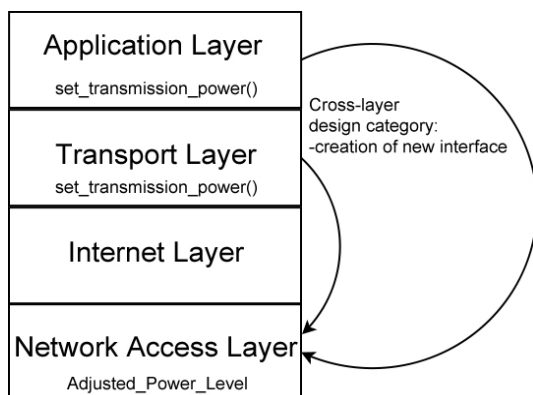 Application Layer
set_transmission_power()
Cross-layer
design category:
-creation of new interface
Transport Layer
set_transmission_power()
Internet Layer
Network Access Layer
Adjusted_Power_Level